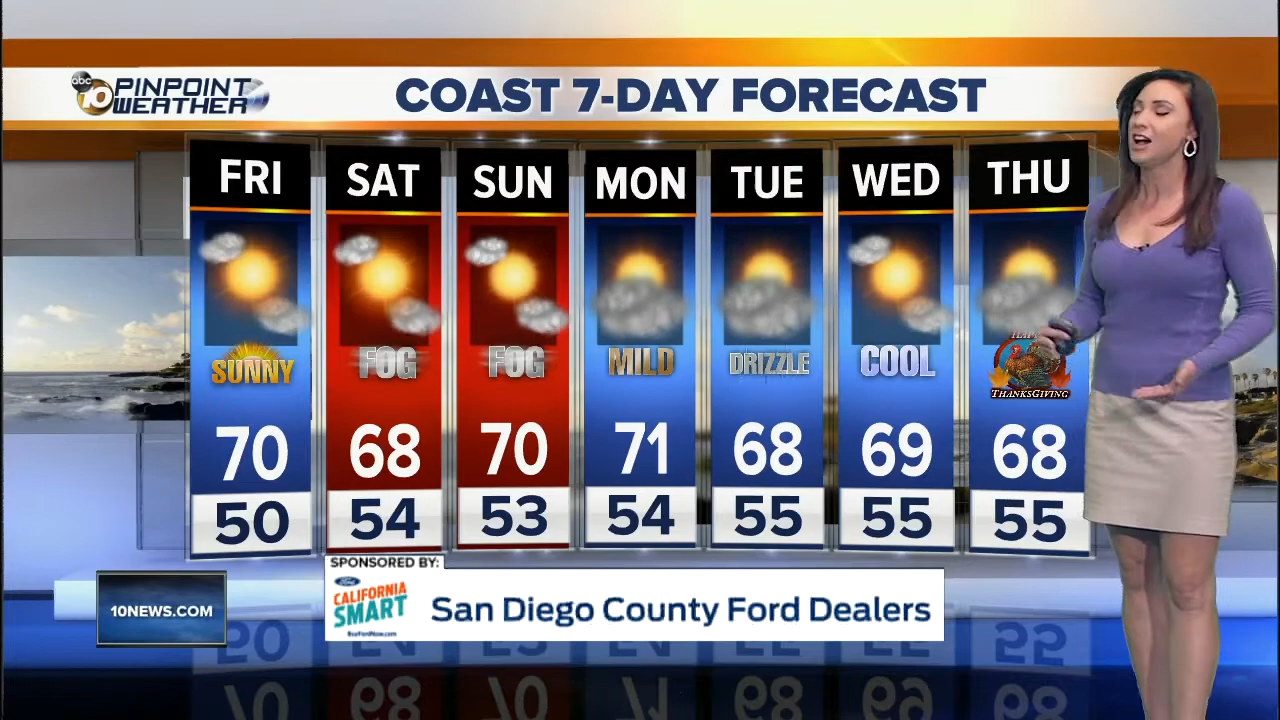 abc
10
PINPOINT
WEATHER
COAST 7-DAY FORECAST
FRI SAT SUN MON TUE WED THU
SUNNY FOG FOG MILD DRIZZLE COOL HAPPY
THANKSGIVING
70 68 70 71 68 69 68
50 54 53 54 55 55 55
SPONSORED BY:
10NEWS.COM
Ford
CALIFORNIA
SMART
San Diego County Ford Dealers